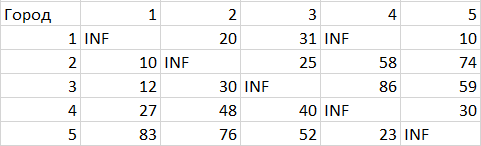 Город 1 2 3 4 5
1 INF 20 31 INF 10
2 10 INF 25 58 74
3 12 30 INF 86 59
4 27 48 40 INF 30
5 83 76 52 23 INF